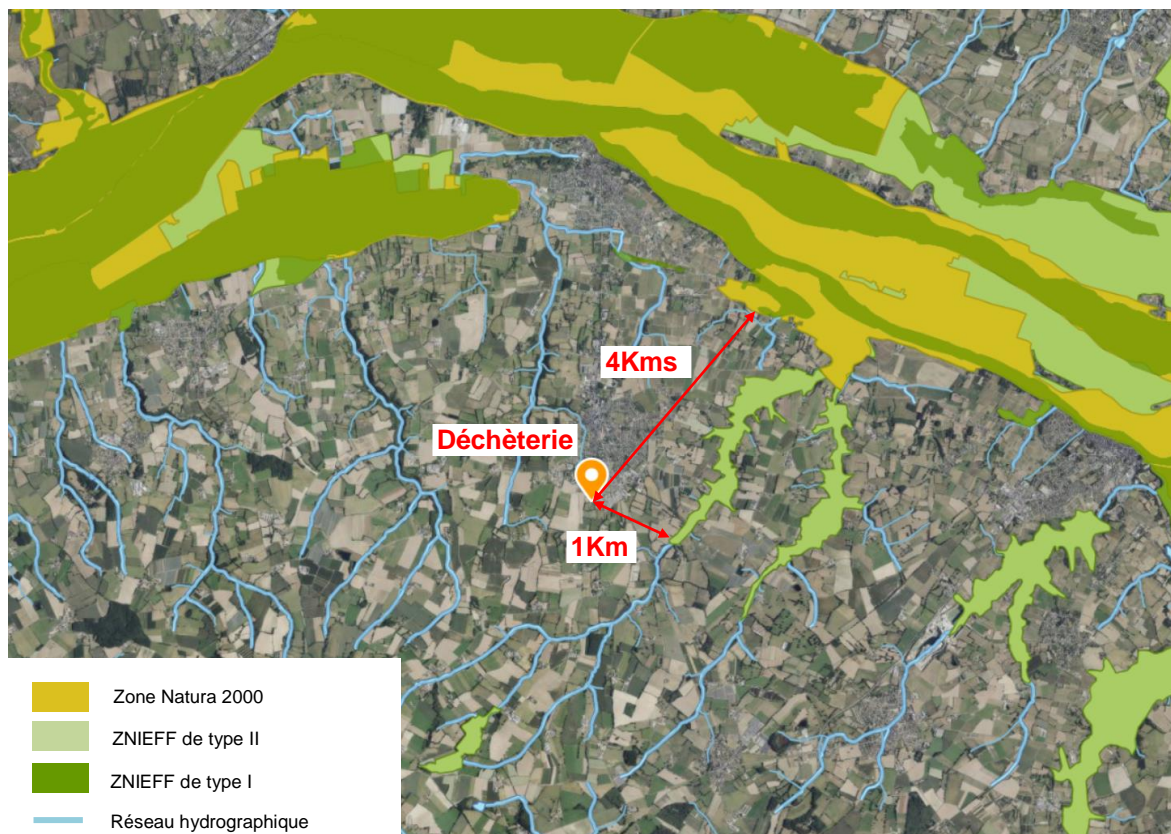 4Kms
Déchèterie
1Km
Zone Natura 2000
ZNIEFF de type II
ZNIEFF de type I
Réseau hydrographique